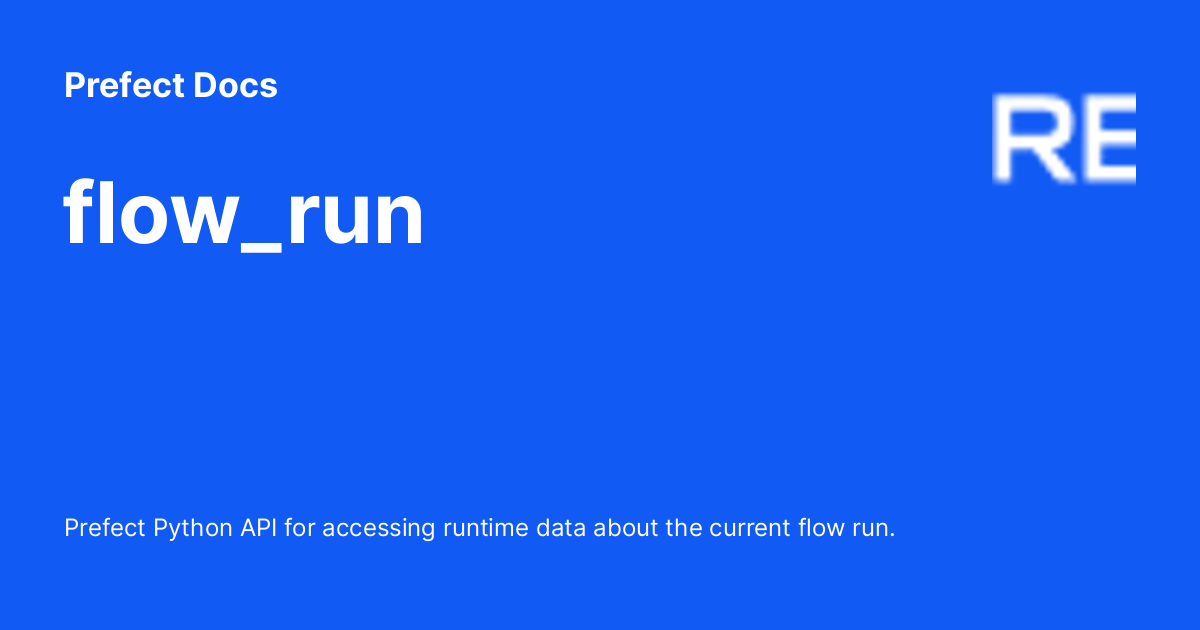 Prefect Docs
RE
flow_run
Prefect Python API for accessing runtime data about the current flow run.